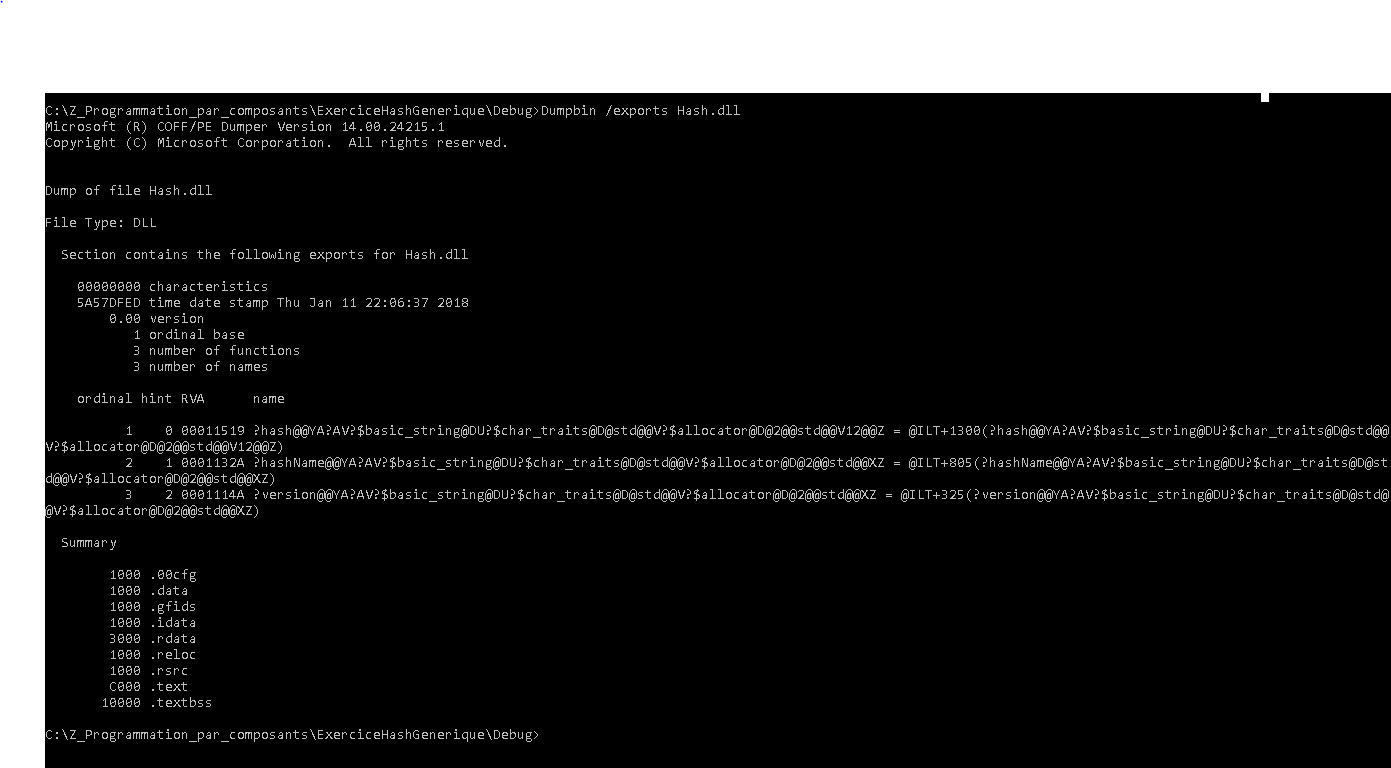 C:\Z_Programmation_par_composants\ExerciceHashGenerique\Debug>Dumpbin /exports Hash.dll
Microsoft (R) COFF/PE Dumper Version 14.00.24215.1
Copyright (C) Microsoft Corporation.  All rights reserved.
Dump of file Hash.dll
File Type: DLL
  Section contains the following exports for Hash.dll
    00000000 characteristics
    5A57DFED time date stamp Thu Jan 11 22:06:37 2018
        0.00 version
           1 ordinal base
           3 number of functions
           3 number of names
    ordinal hint RVA      name
          1    0 00011519 ?hash@@YA?AV?$basic_string@DU?$char_traits@D@std@@V?$allocator@D@2@@std@@V12@@Z = @ILT+1300(?hash@@YA?AV?$basic_string@DU?$char_traits@D@std@@
V?$allocator@D@2@@std@@V12@@Z)
          2    1 0001132A ?hashName@@YA?AV?$basic_string@DU?$char_traits@D@std@@V?$allocator@D@2@@std@@XZ = @ILT+805(?hashName@@YA?AV?$basic_string@DU?$char_traits@D@st
d@@V?$allocator@D@2@@std@@XZ)
          3    2 0001114A ?version@@YA?AV?$basic_string@DU?$char_traits@D@std@@V?$allocator@D@2@@std@@XZ = @ILT+325(?version@@YA?AV?$basic_string@DU?$char_traits@D@std@
@V?$allocator@D@2@@std@@XZ)
  Summary
        1000 .00cfg
        1000 .data
        1000 .gfids
        1000 .idata
        3000 .rdata
        1000 .reloc
        1000 .rsrc
        C000 .text
       10000 .textbss
C:\Z_Programmation_par_composants\ExerciceHashGenerique\Debug>